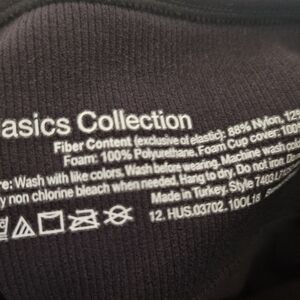 asics Collection
Fiber Content (exclusive of elastic): 88% Nylon, 12%
Foam: 100% Polyurethane. Foam Cup cover: 100%
re: Wash with like colors. Wash before wearing. Machine wash cold
y non chlorine bleach when needed. Hang to dry. Do not iron. Do
Made in Turkey. Style 7403
12. HUS.03702. 10OL18